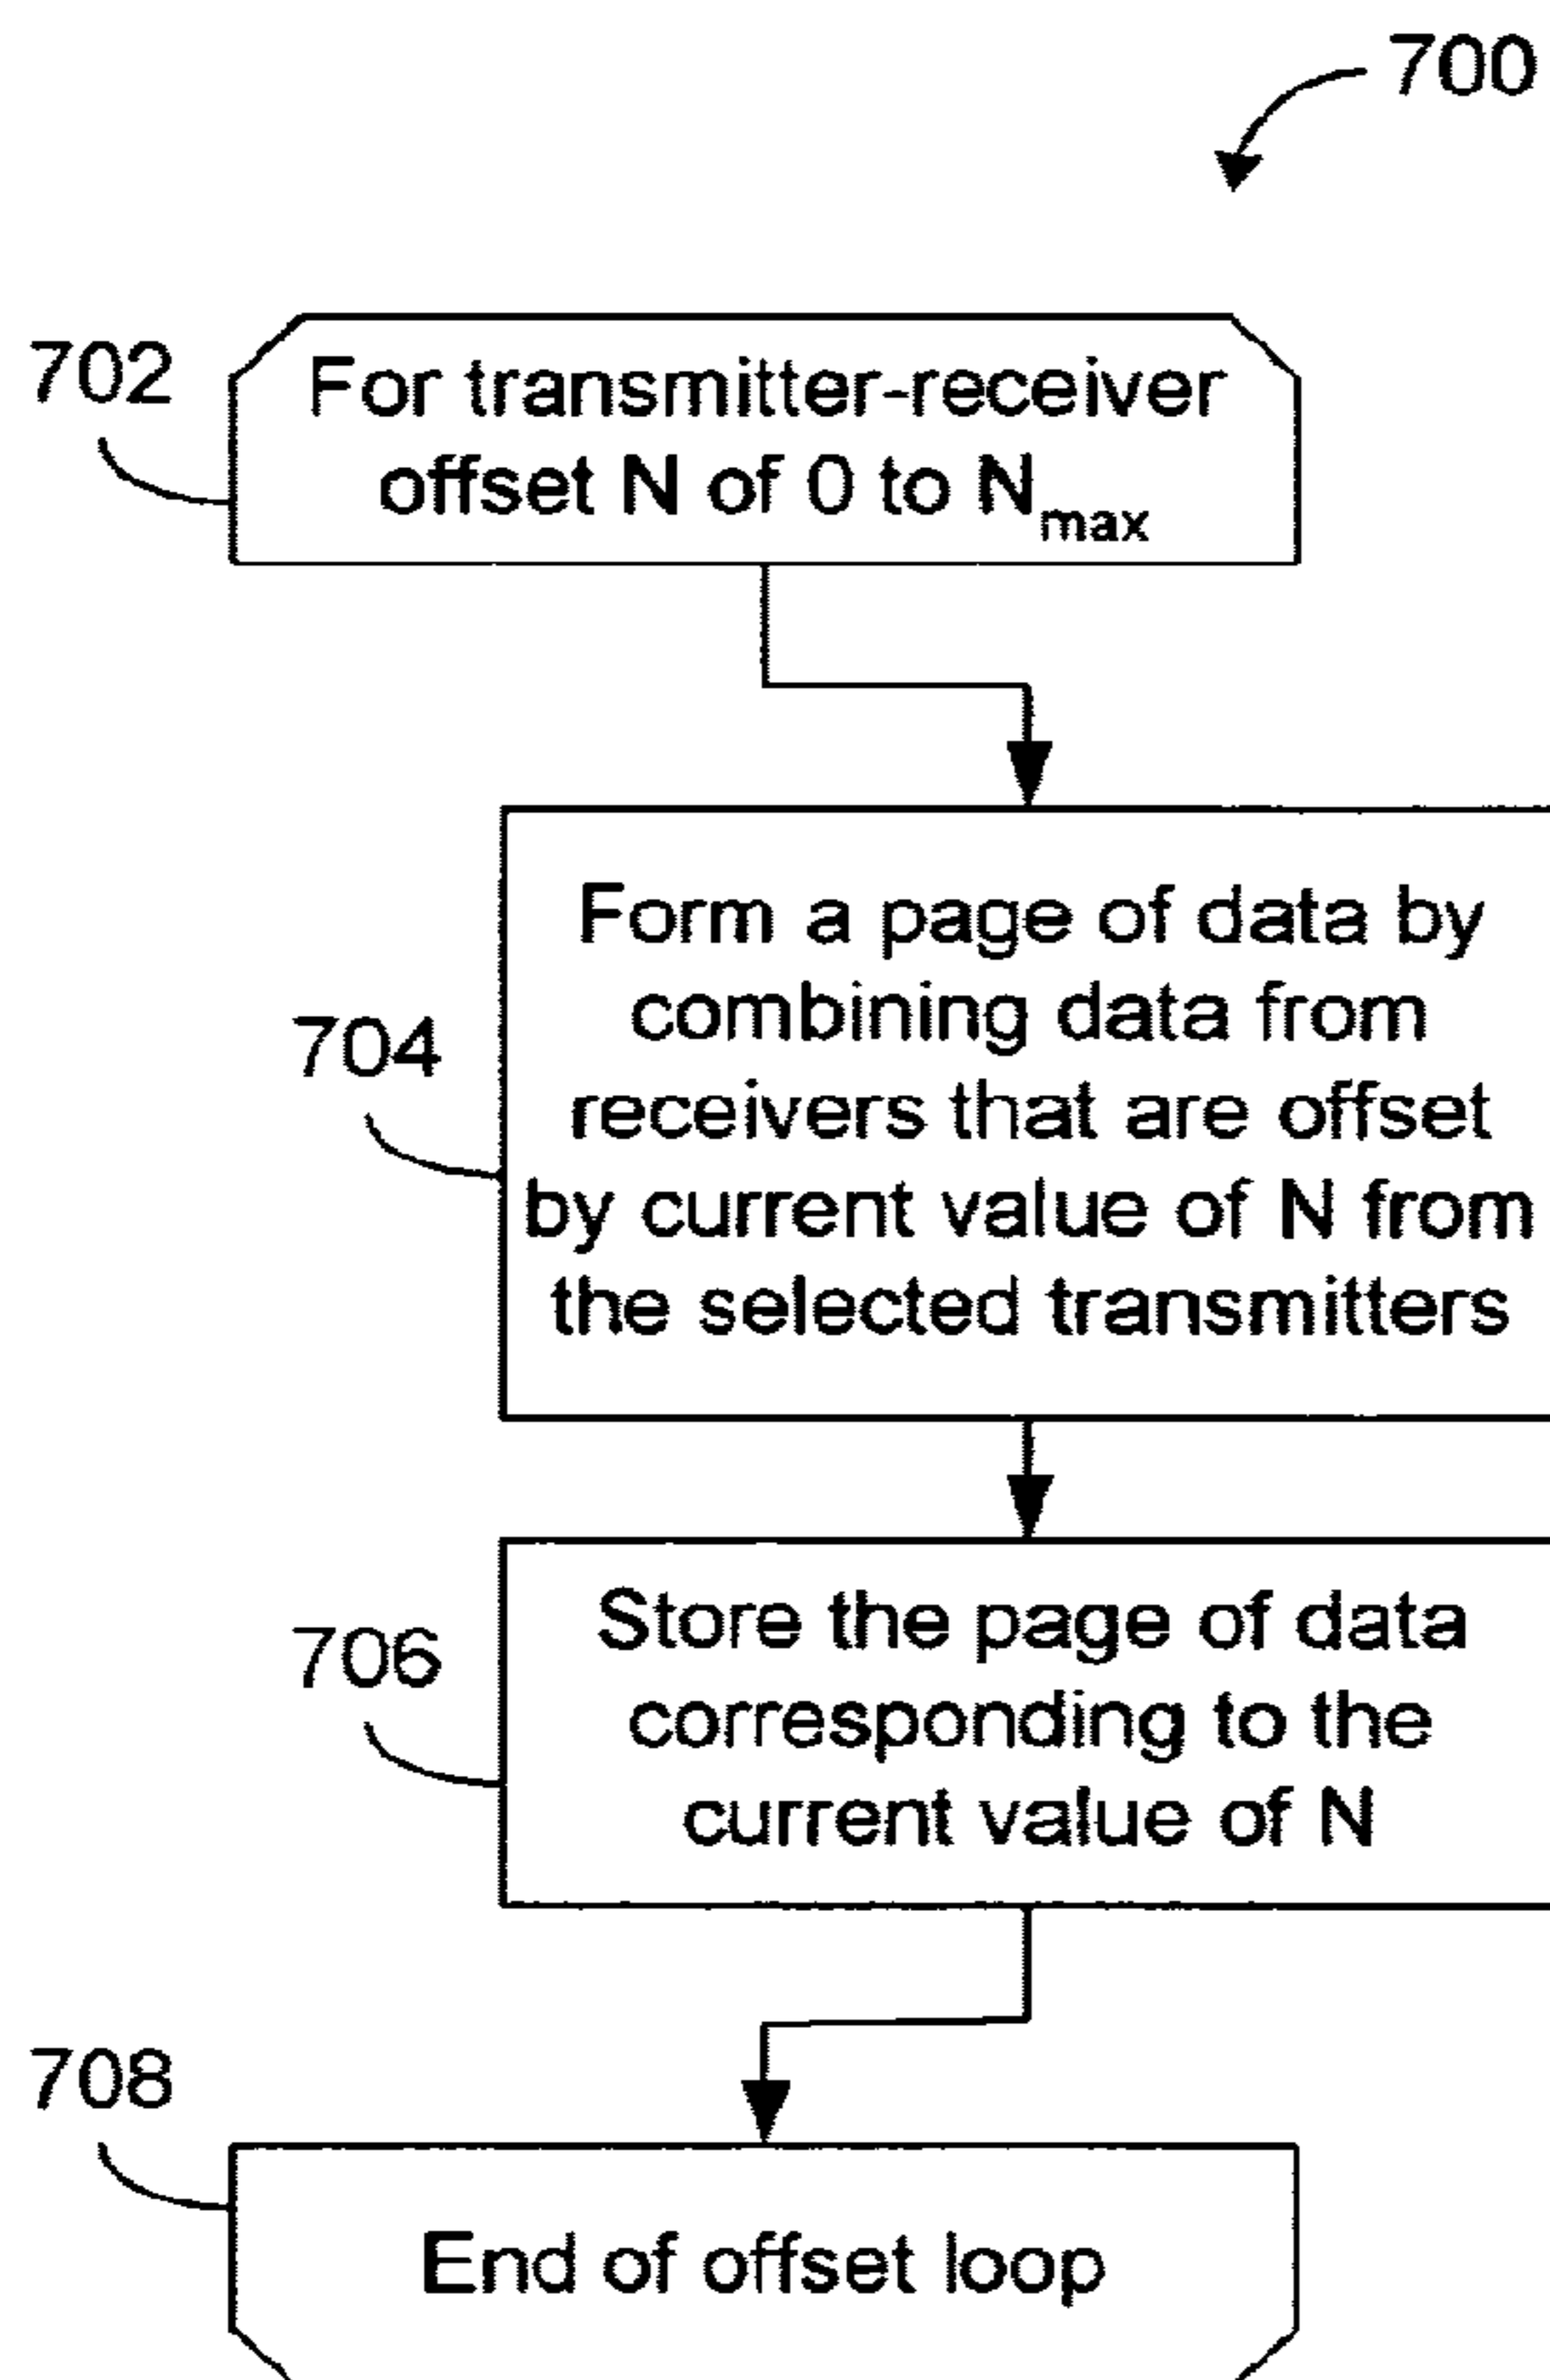 700
702
For transmitter-receiver
offset N of 0 to Nmax
704
Form a page of data by
combining data from
receivers that are offset
by current value of N from
the selected transmitters
706
Store the page of data
corresponding to the
current value of N
708
End of offset loop